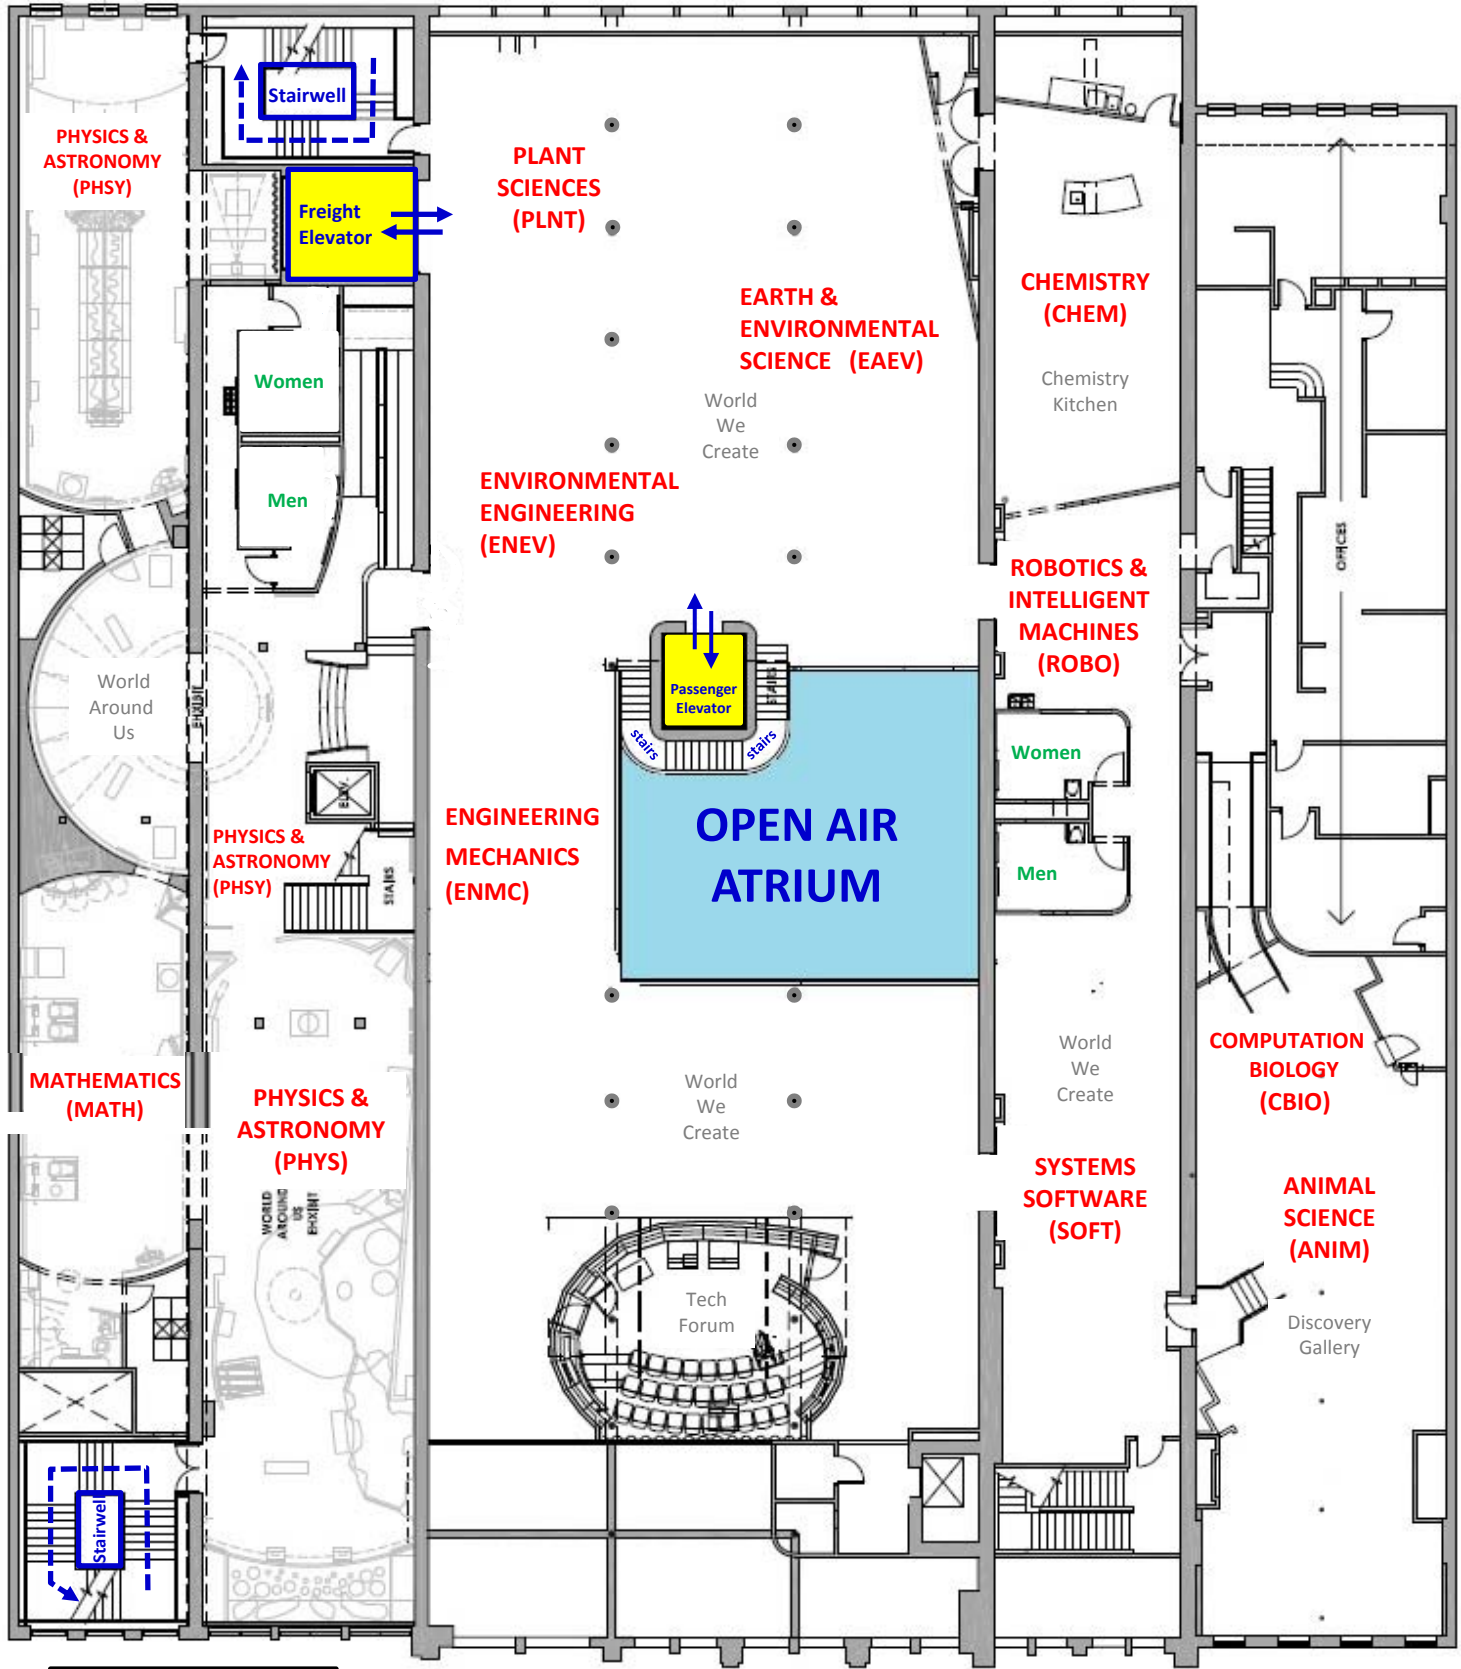 Stairwell
PHYSICS &
ASTRONOMY
(PHSY)
PLANT
SCIENCES
(PLNT)
Freight
Elevator
CHEMISTRY
(CHEM)
EARTH &
ENVIRONMENTAL
SCIENCE (EAEV)
Women
Chemistry
Kitchen
World
We
Create
ENVIRONMENTAL
ENGINEERING
(ENEV)
Men
OFFICES
ROBOTICS &
INTELLIGENT
MACHINES
(ROBO)
World
Around
Us
EHXIBIT
Passenger
Elevator
STAIRS
stairs
stairs
Women
ELEV.
ENGINEERING
MECHANICS
(ENMC)
OPEN AIR
ATRIUM
PHYSICS &
ASTRONOMY
(PHSY)
STAIRS
Men
World
We
Create
COMPUTATION
BIOLOGY
(CBIO)
MATHEMATICS
(MATH)
PHYSICS &
ASTRONOMY
(PHYS)
World
We
Create
SYSTEMS
SOFTWARE
(SOFT)
ANIMAL
SCIENCE
(ANIM)
WORLD
AROUND
US
EHXIBIT
Tech
Forum
Discovery
Gallery
Stairwell